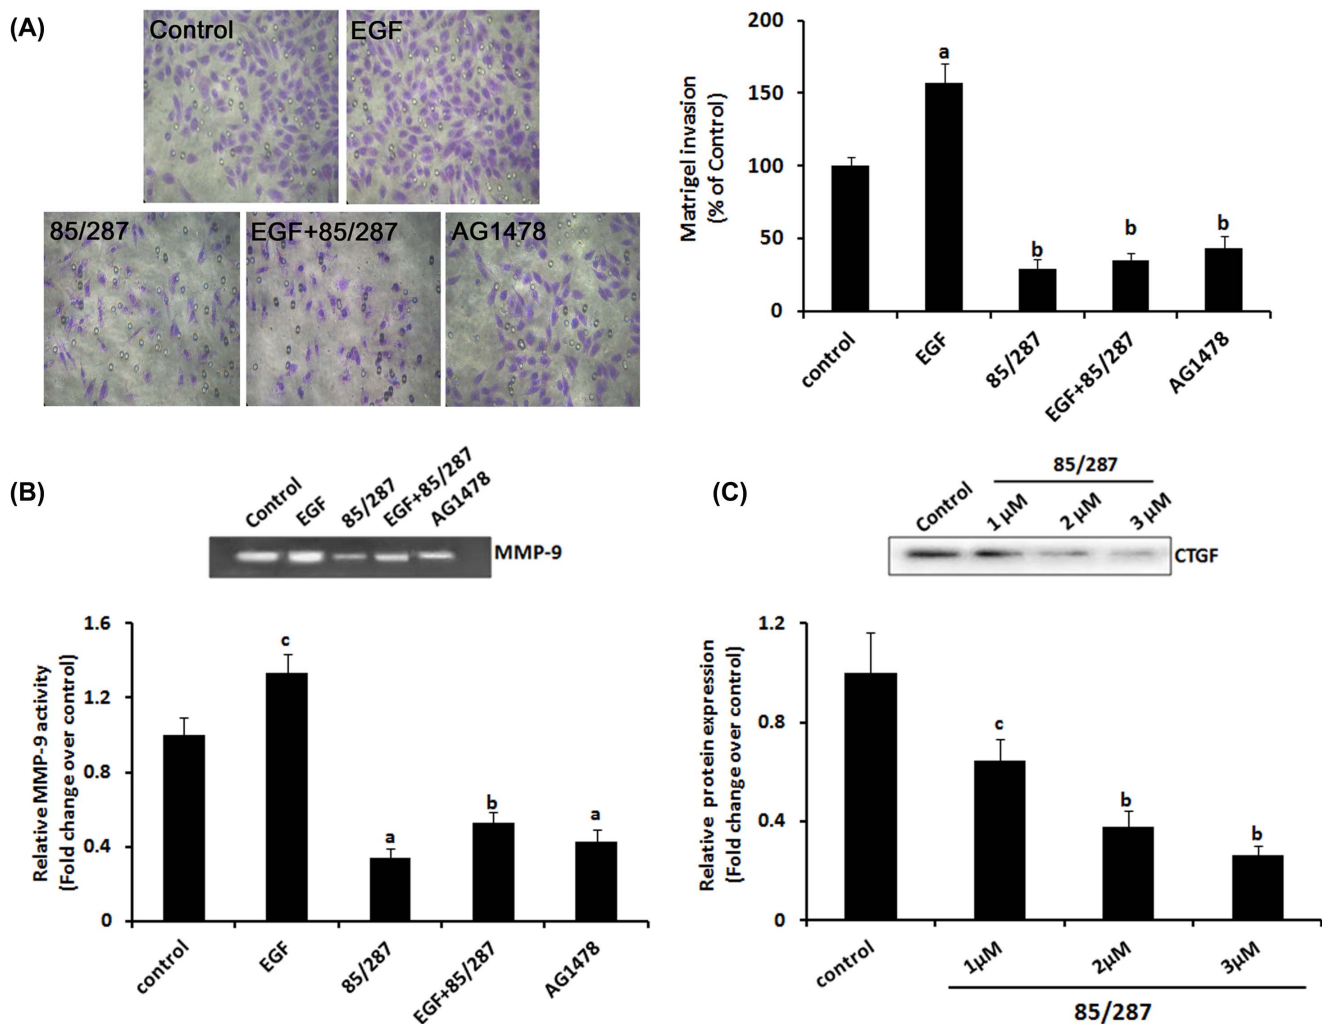 (A)
Control
EGF
85/287
EGF+85/287
AG1478
Matrigel invasion
(% of Control)
200
150
100
50
0
a
b
b
b
control
EGF
85/287
EGF+85/287
AG1478
(B)
Control
EGF
85/287
EGF+85/287
AG1478
MMP-9
Relative MMP-9 activity
(Fold change over control)
1.6
1.2
0.8
0.4
0
c
a
b
a
control
EGF
85/287
EGF+85/287
AG1478
(C)
85/287
Control
1 µM
2 µM
3 µM
CTGF
Relative protein expression
(Fold change over control)
1.2
0.8
0.4
0
c
b
b
control
1µM
2µM
3µM
85/287